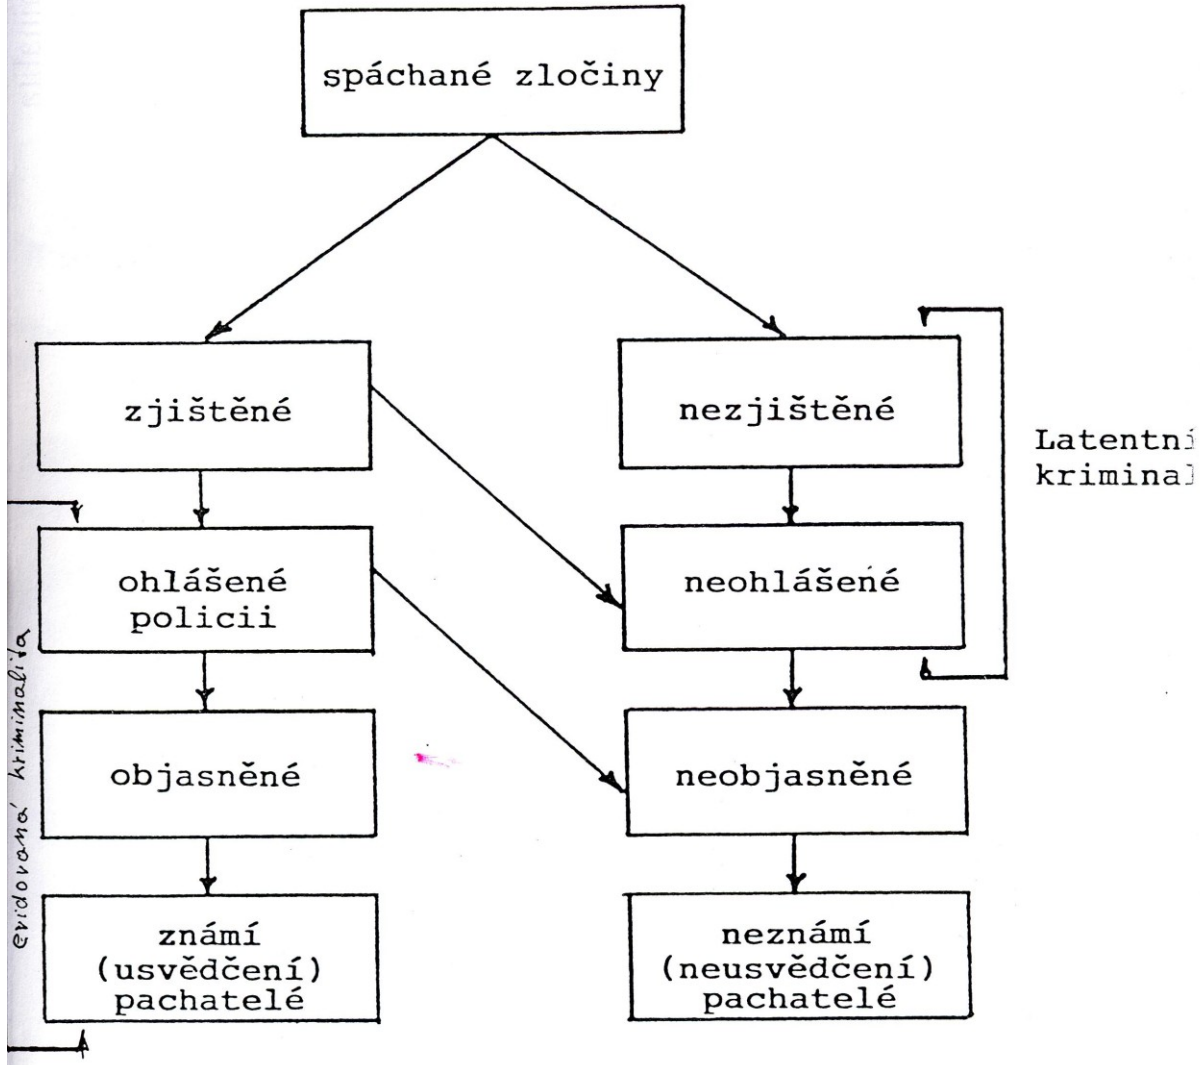 spáchané zločiny
zjištěné
nezjištěné
Latentní
kriminal
ohlášené
policii
neohlášené
evidovaná kriminalita
objasněné
neobjasněné
známí
(usvědčení)
pachatelé
neznámí
(neusvědčení)
pachatelé